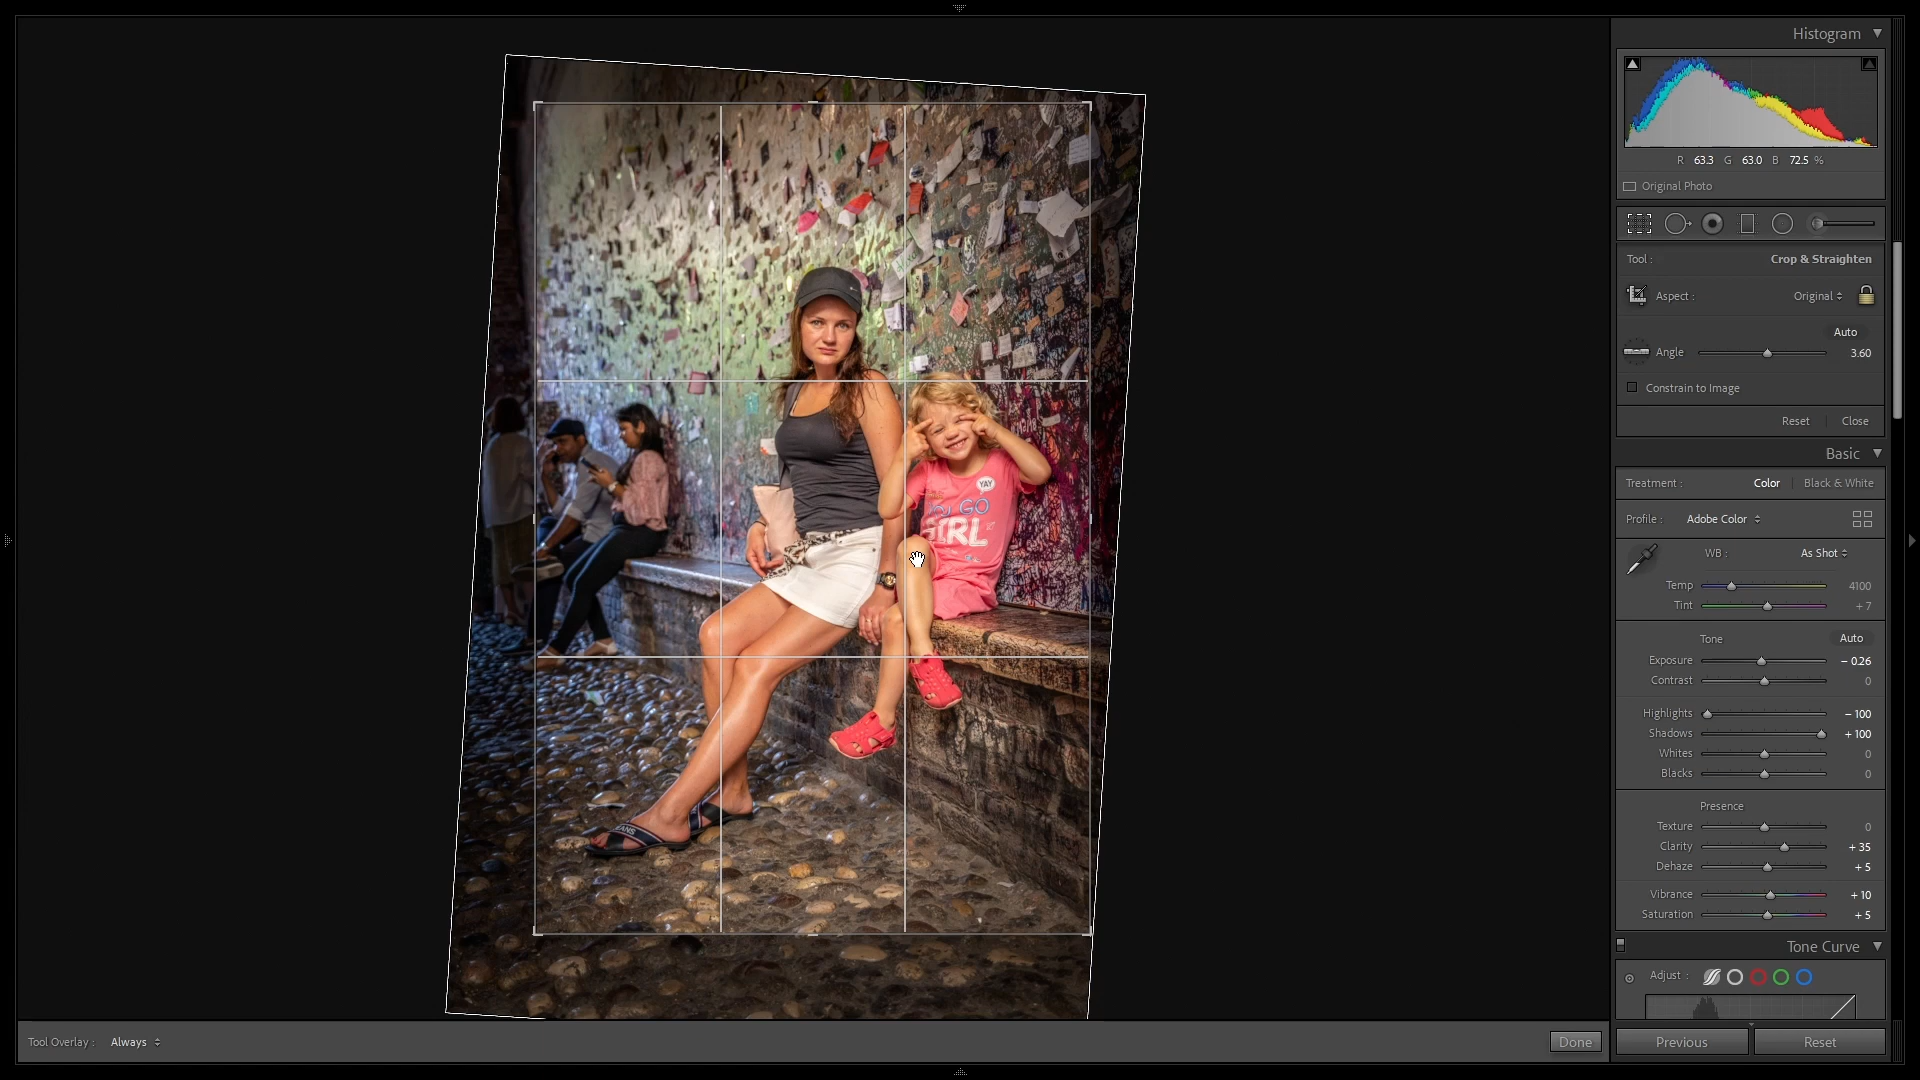 Histogram
R 63.3 G 63.0 B 72.5 %
Original Photo
Tool : Crop & Straighten
Aspect : Original
Auto
Angle 3.60
Constrain to Image
Reset Close
Basic
Treatment : Color Black & White
Profile : Adobe Color
WB : As Shot
Temp 4100
Tint + 7
Tone Auto
Exposure − 0.26
Contrast 0
Highlights − 100
Shadows + 100
Whites 0
Blacks 0
Presence
Texture 0
Clarity + 35
Dehaze + 5
Vibrance + 10
Saturation + 5
Tone Curve
Adjust :
Previous Reset
Tool Overlay : Always Done
YAY
GO
GIRL
JEANS